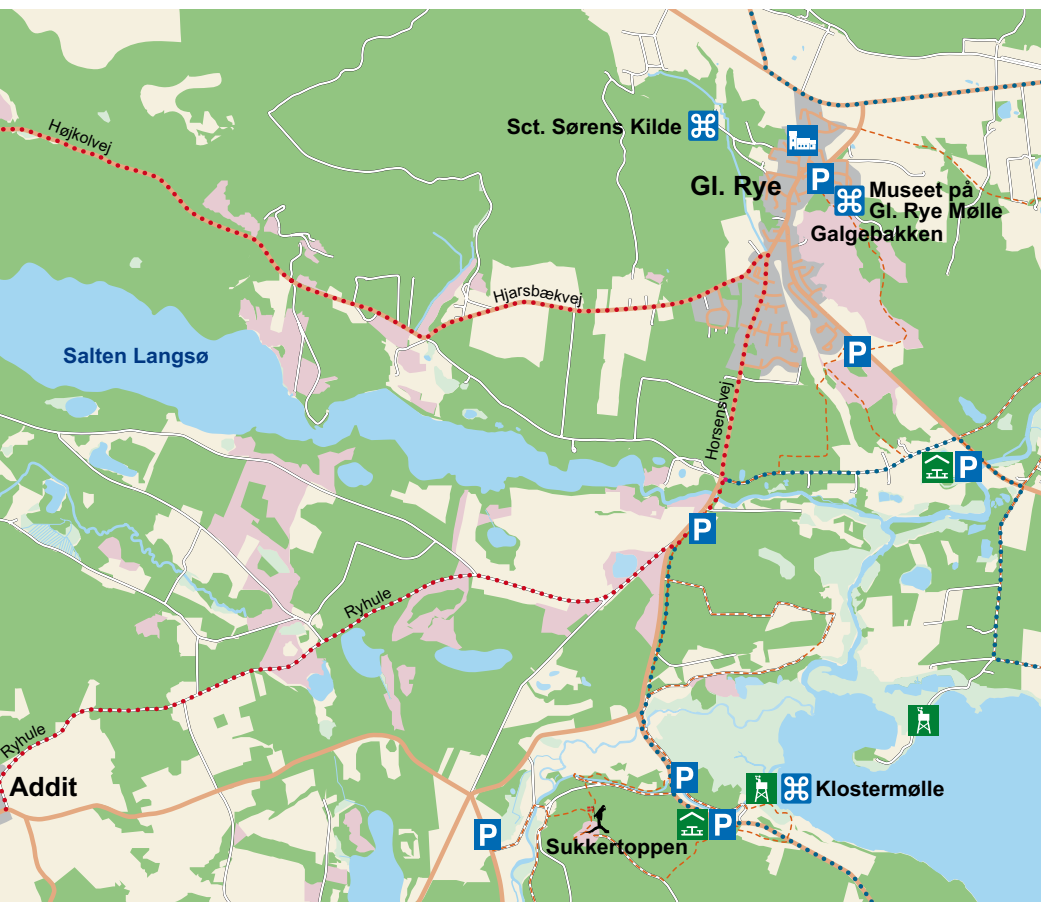 Højkolvej
Sct. Sørens Kilde
P
Gl. Rye
Museet på
Gl. Rye Mølle
Galgebakken
Hjarsbækvej
Salten Langsø
P
Horsensvej
P
P
Ryhule
Ryhule
Addit
P
Klostermølle
P
P
Sukkertoppen